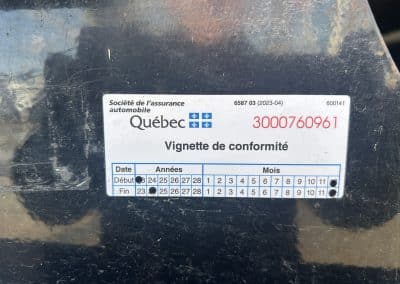 Société de l'assurance automobile
6587 03 (2023-04)
600141
Québec
3000760961
Vignette de conformité
Date Années Mois
Début 3 24 25 26 27 28 1 2 3 4 5 6 7 8 9 10 11
Fin 23 25 26 27 28 1 2 3 4 5 6 7 8 9 10 11